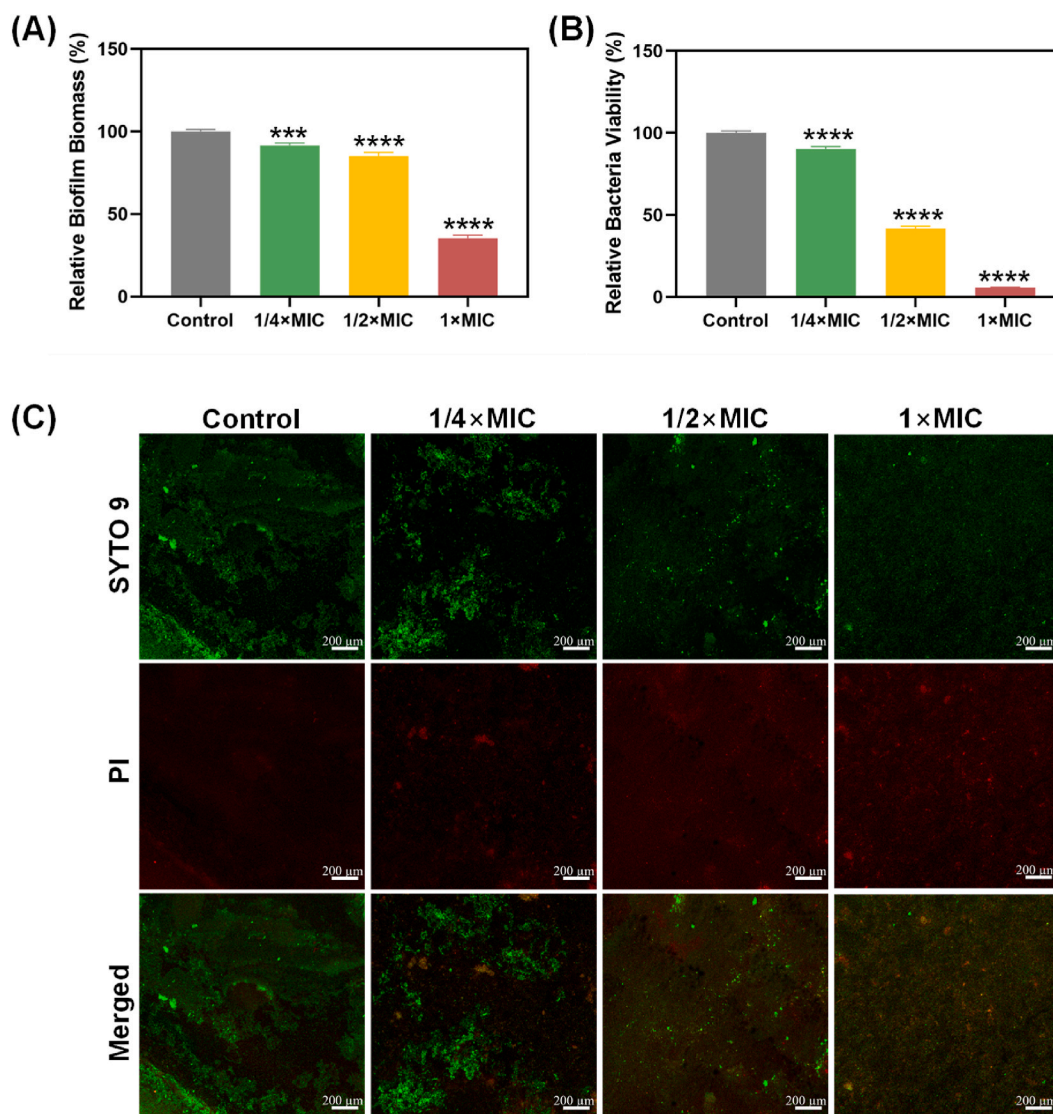 (A)
Relative Biofilm Biomass (%)
150
100
50
0
***
****
****
Control 1/4×MIC 1/2×MIC 1×MIC
(B)
Relative Bacteria Viability (%)
150
100
50
0
****
****
****
Control 1/4×MIC 1/2×MIC 1×MIC
(C)
Control 1/4×MIC 1/2×MIC 1×MIC
SYTO 9
200 µm 200 µm 200 µm 200 µm
PI
200 µm 200 µm 200 µm 200 µm
Merged
200 µm 200 µm 200 µm 200 µm